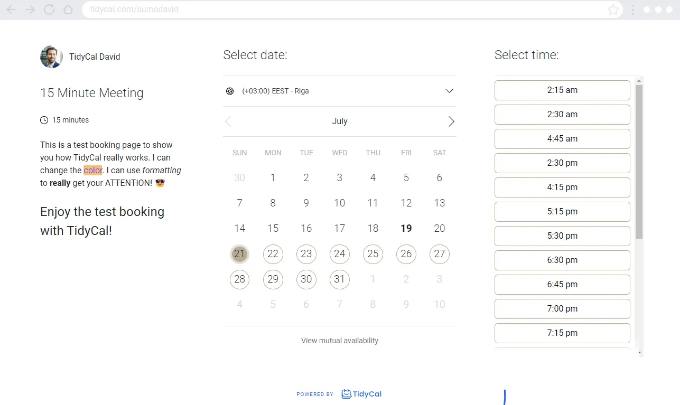 tidycal.com/sumodavid
TidyCal David
15 Minute Meeting
15 minutes
This is a test booking page to show
you how TidyCal really works. I can
change the color. I can use formatting
to really get your ATTENTION! 😎
Enjoy the test booking
with TidyCal!
Select date:
(+03:00) EEST - Riga
July
SUN MON TUE WED THU FRI SAT
30 1 2 3 4 5 6
7 8 9 10 11 12 13
14 15 16 17 18 19 20
21 22 23 24 25 26 27
28 29 30 31 1 2 3
4 5 6 7 8 9 10
View mutual availability
Select time:
2:15 am
2:30 am
4:45 am
2:30 pm
4:15 pm
5:15 pm
5:30 pm
6:30 pm
6:45 pm
7:00 pm
7:15 pm
POWERED BY TidyCal